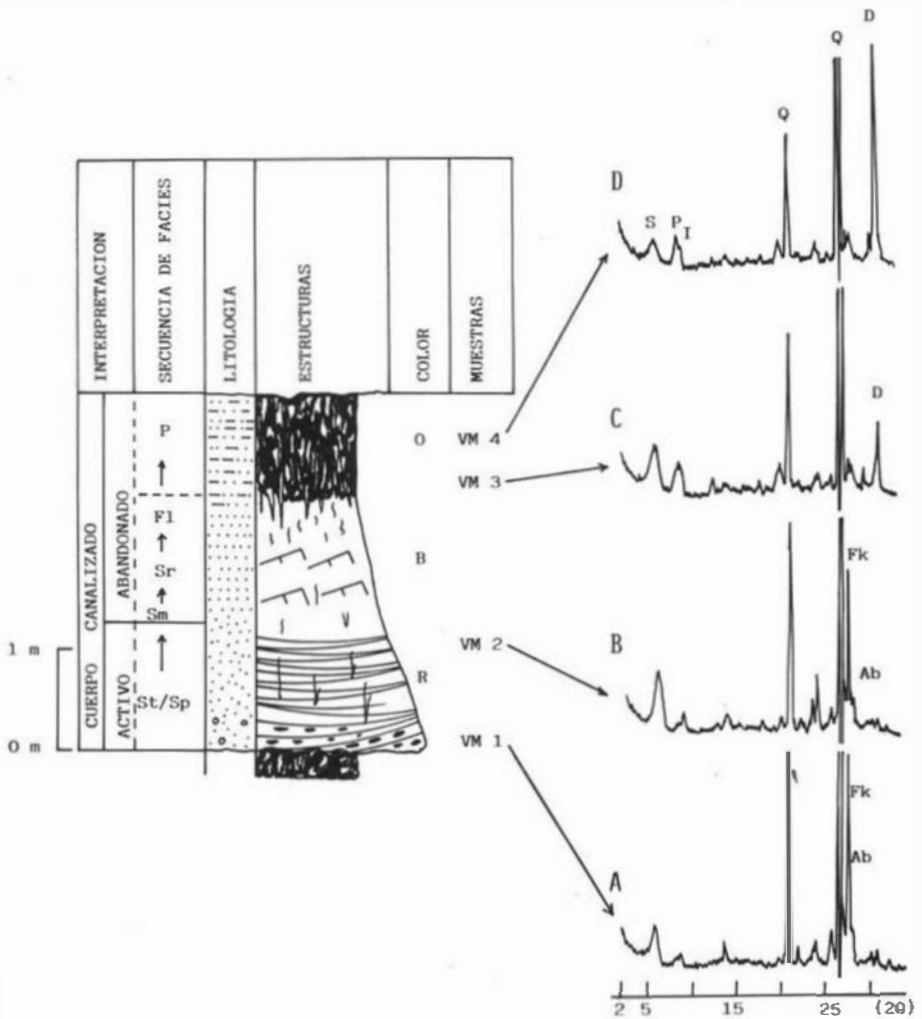 INTERPRETACION
SECUENCIA DE FACIES
LITOLOGIA
ESTRUCTURAS
COLOR
MUESTRAS
CUERPO CANALIZADO
ABANDONADO
ACTIVO
P
Fl
Sr
Sm
St/Sp
1 m
0 m
O
B
R
VM 4
VM 3
VM 2
VM 1
D
S
P
I
Q
Q
D
C
D
B
Fk
Ab
A
Fk
Ab
2 5 15 25 (2Θ)